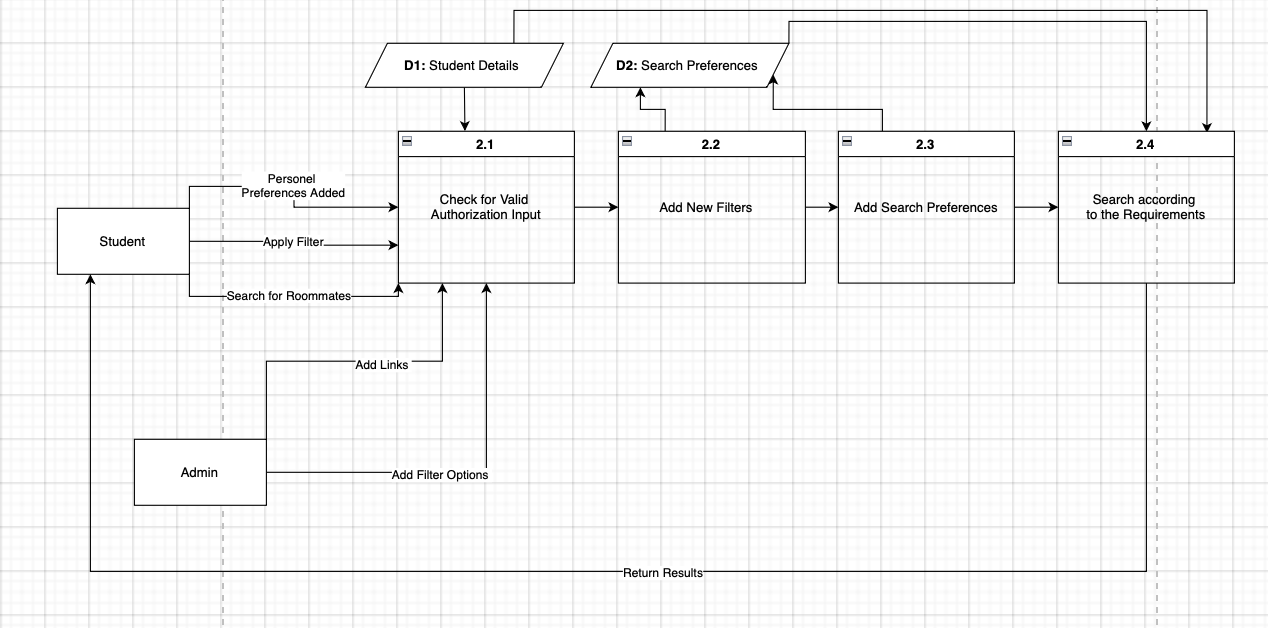 D1: Student Details
D2: Search Preferences
2.1
2.2
2.3
2.4
Personel
Preferences Added
Check for Valid
Authorization Input
Add New Filters
Add Search Preferences
Search according
to the Requirements
Student
Apply Filter
Search for Roommates
Add Links
Admin
Add Filter Options
Return Results